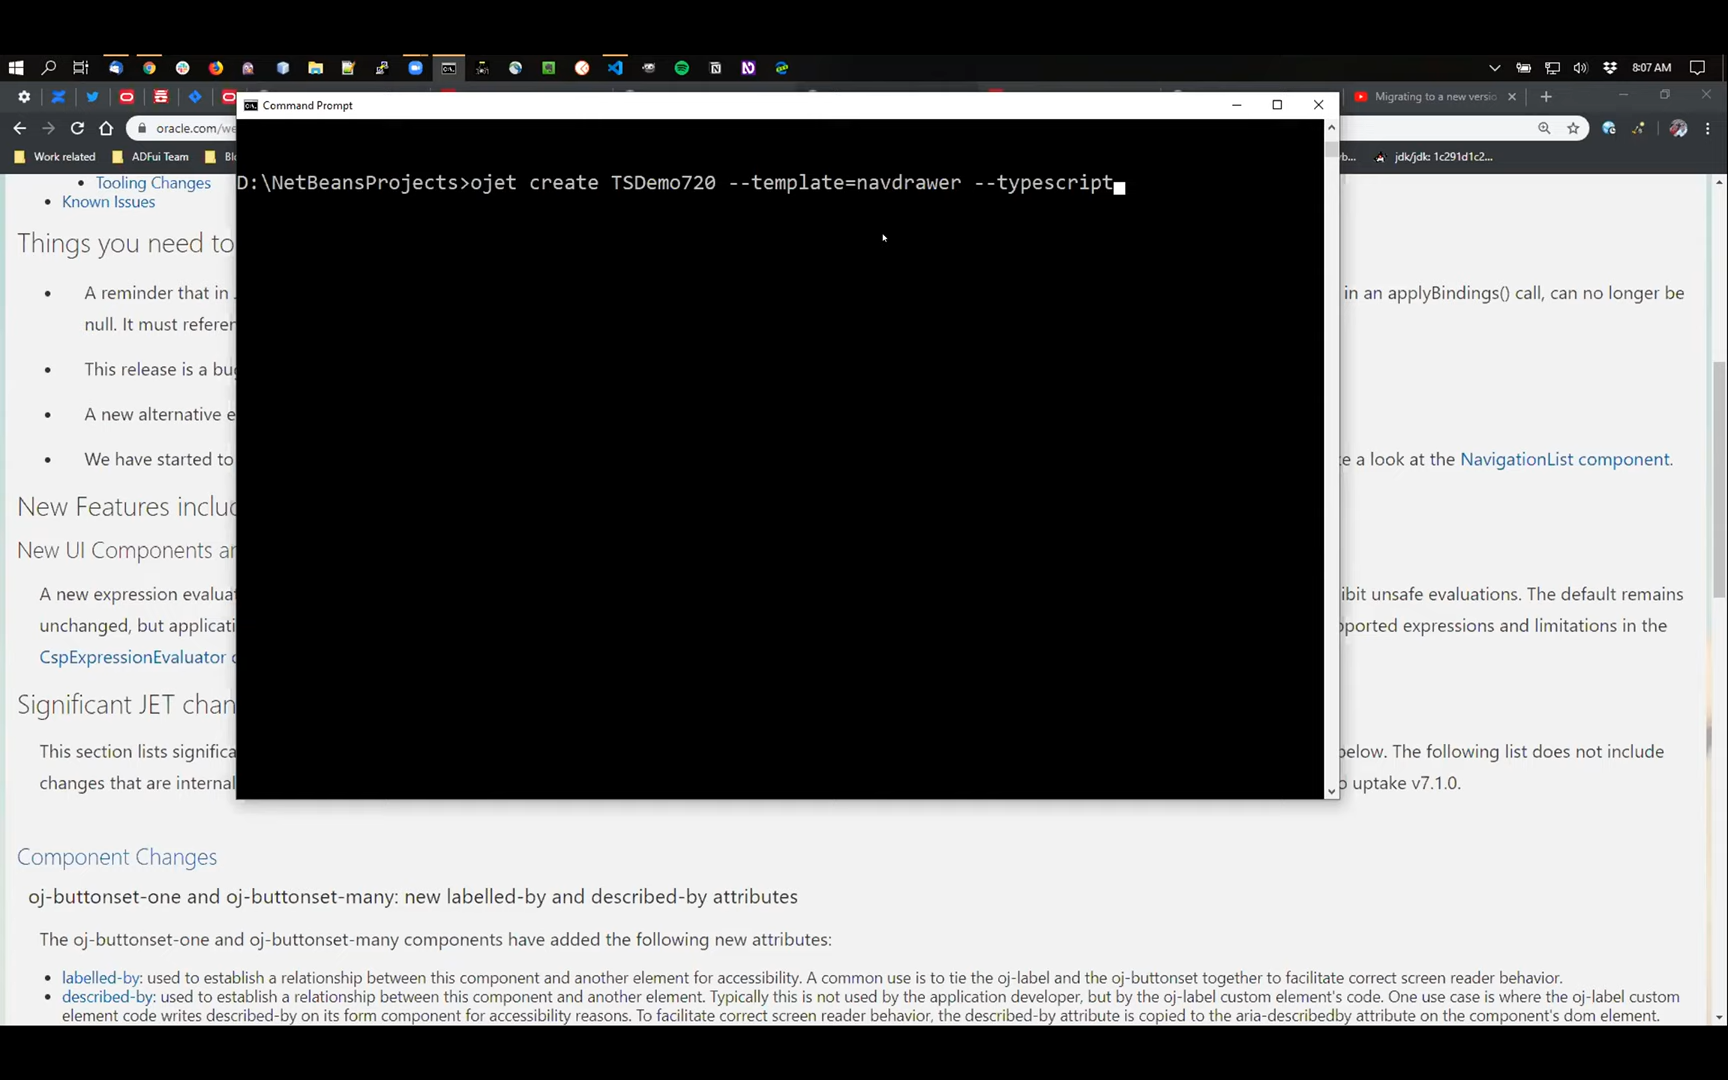 8:07 AM
Command Prompt
Migrating to a new versio
oracle.com/we
Work related
ADFui Team
Blo
yb...
jdk/jdk: 1c291d1c2...
D:\NetBeansProjects>ojet create TSDemo720 --template=navdrawer --typescript
Tooling Changes
Known Issues
Things you need to
A reminder that in
in an applyBindings() call, can no longer be
null. It must referen
This release is a bug
A new alternative e
We have started to
e a look at the NavigationList component.
New Features includ
New UI Components an
A new expression evaluat
ibit unsafe evaluations. The default remains
unchanged, but applicati
ported expressions and limitations in the
CspExpressionEvaluator d
Significant JET chan
This section lists significa
below. The following list does not include
changes that are internal
o uptake v7.1.0.
Component Changes
oj-buttonset-one and oj-buttonset-many: new labelled-by and described-by attributes
The oj-buttonset-one and oj-buttonset-many components have added the following new attributes:
labelled-by: used to establish a relationship between this component and another element for accessibility. A common use is to tie the oj-label and the oj-buttonset together to facilitate correct screen reader behavior.
described-by: used to establish a relationship between this component and another element. Typically this is not used by the application developer, but by the oj-label custom element's code. One use case is where the oj-label custom
element code writes described-by on its form component for accessibility reasons. To facilitate correct screen reader behavior, the described-by attribute is copied to the aria-describedby attribute on the component's dom element.